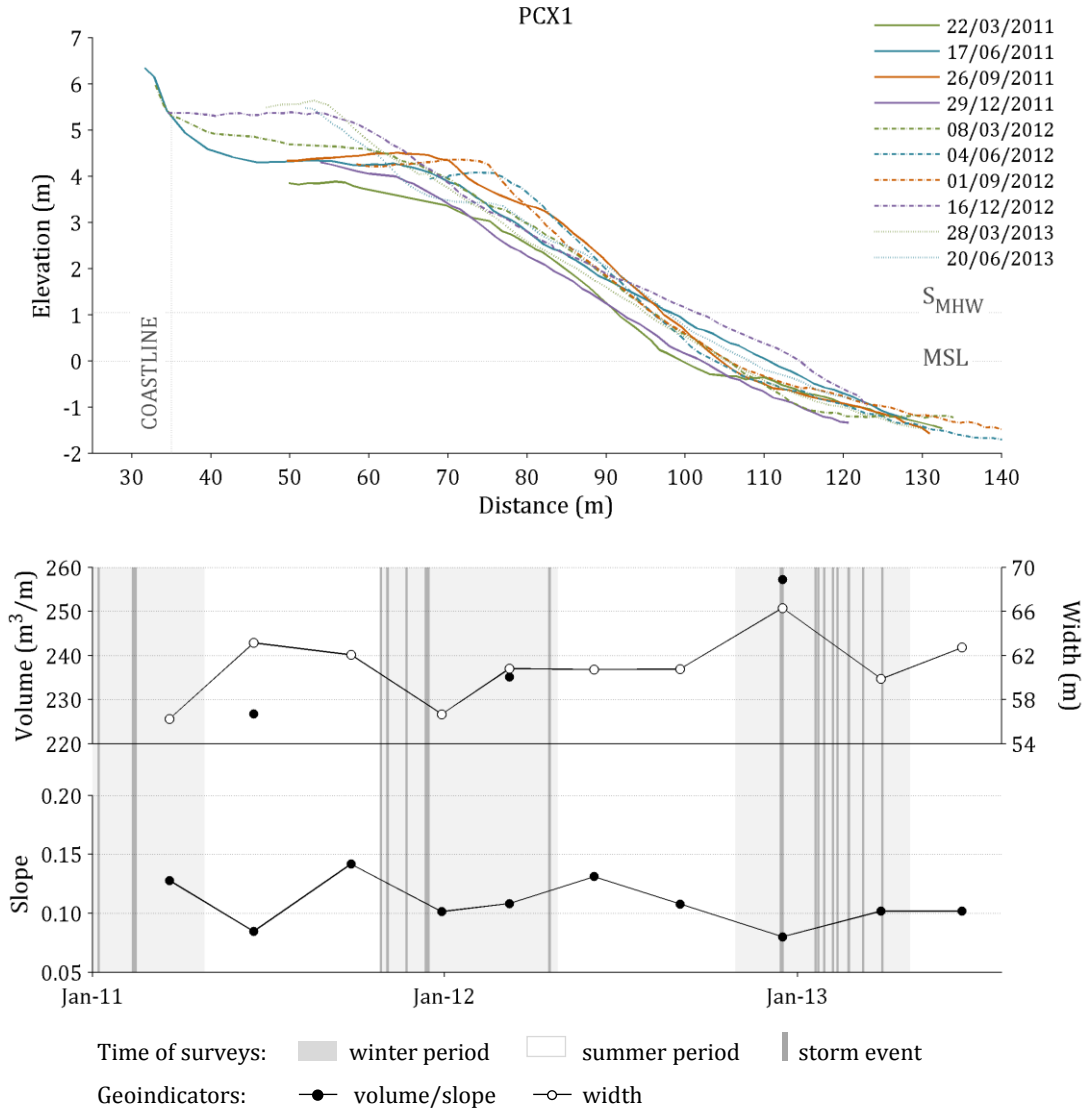 PCX1
7
6
5
4
3
2
1
0
-1
-2
Elevation (m)
COASTLINE
22/03/2011
17/06/2011
26/09/2011
29/12/2011
08/03/2012
04/06/2012
01/09/2012
16/12/2012
28/03/2013
20/06/2013
SMHW
MSL
30 40 50 60 70 80 90 100 110 120 130 140
Distance (m)
260
250
240
230
220
Volume (m³/m)
70
66
62
58
54
Width (m)
0.20
0.15
0.10
0.05
Slope
Jan-11 Jan-12 Jan-13
Time of surveys: winter period summer period storm event
Geoindicators: volume/slope width